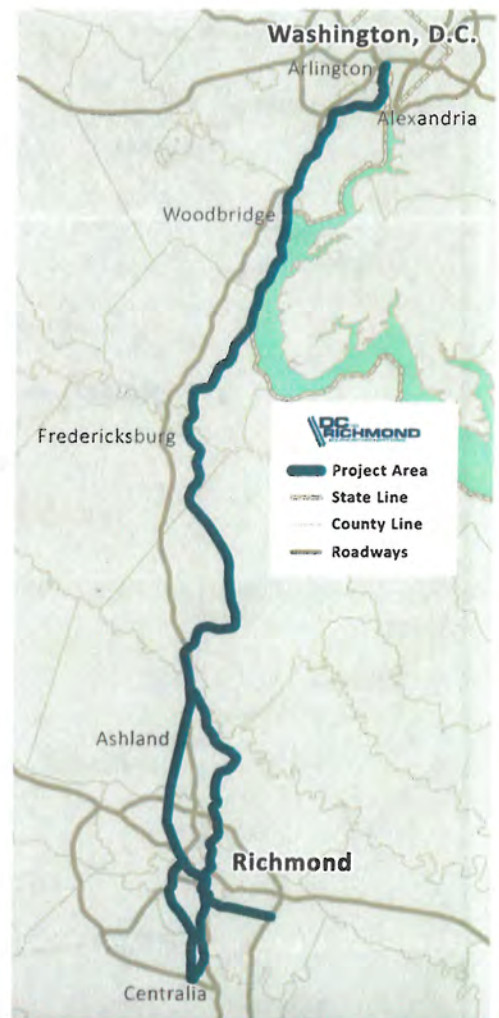 Washington, D.C.
Arlington
Alexandria
Woodbridge
Fredericksburg
DC
RICHMOND
Project Area
State Line
County Line
Roadways
Ashland
Richmond
Centralia